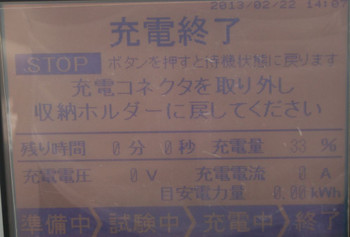 2013/02/22 14:07
充電終了
STOP ボタンを押すと待機状態に戻ります
充電コネクタを取り外し
収納ホルダーに戻してください
残り時間 0分 0秒 充電量 33 %
充電電圧 0 V 充電電流 0 A
目安電力量 0.00 kWh
準備中 試験中 充電中 終了